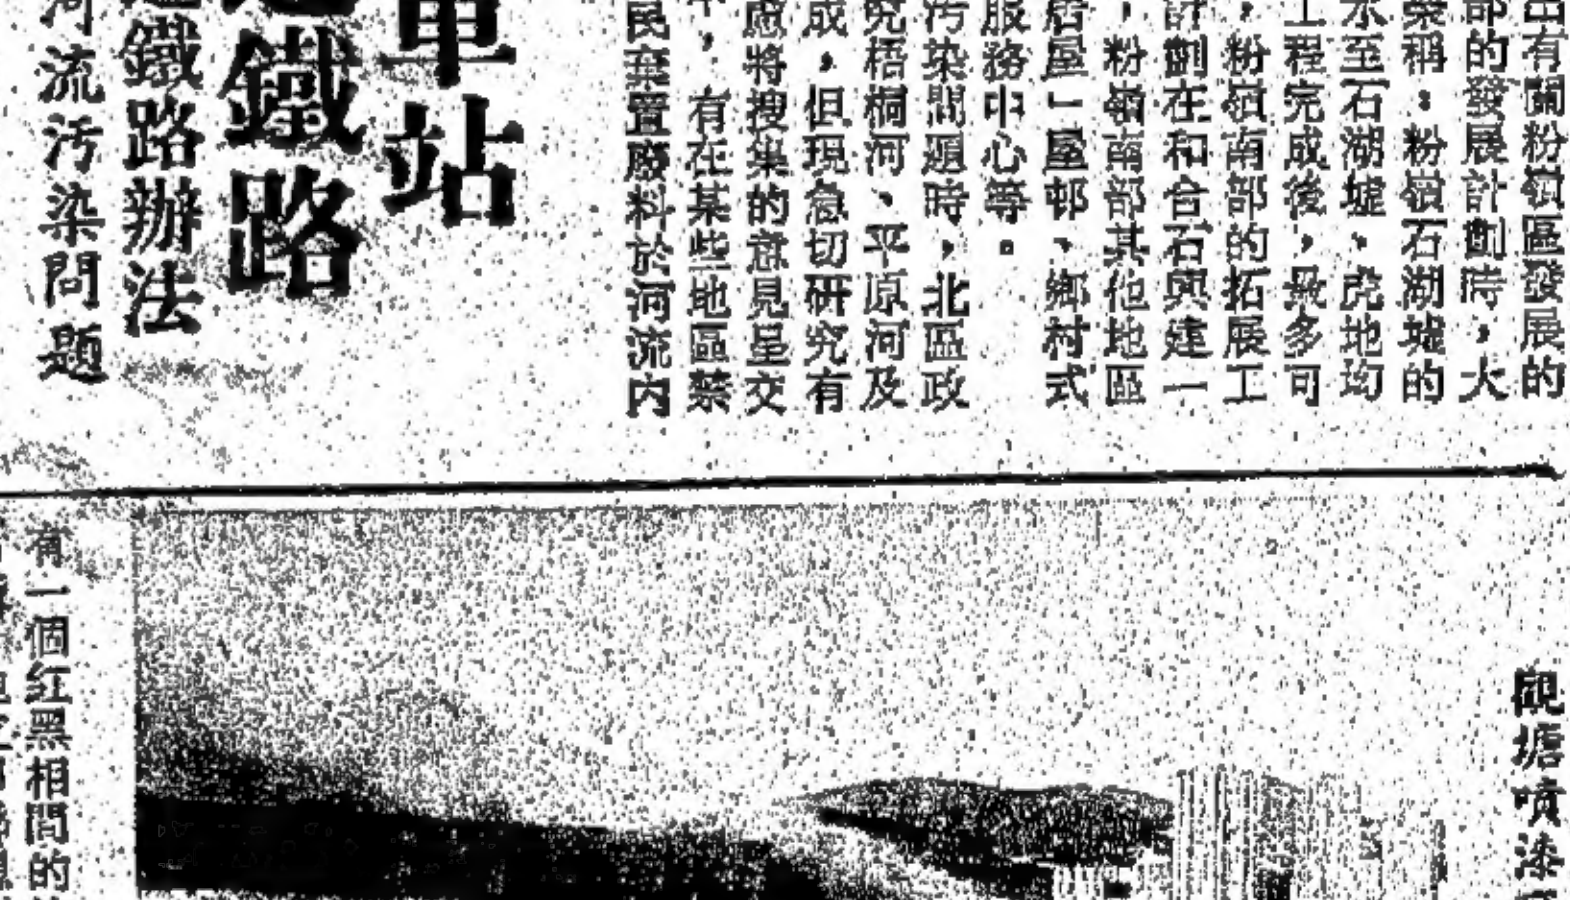 出有關粉嶺區發展的
部的發展計劃時，大
樂稱：粉嶺石湖墟的
水至石湖墟、虎地均
工程完成後，最多可
，粉嶺南部的拓展工
計劃在和合石興建一
，粉嶺南部其他地區
居屋一屋邨、鄉村式
服務中心等。
污染問題時，北區政
究梧桐河、平原河及
成，但現急切研究有
慮將搜集的意見呈交
中，有在某些地區禁
民棄置廢料於河流內
車站
鐵路
鐵路辦法
河流污染問題
觀塘噴漆
有一個紅黑相間的